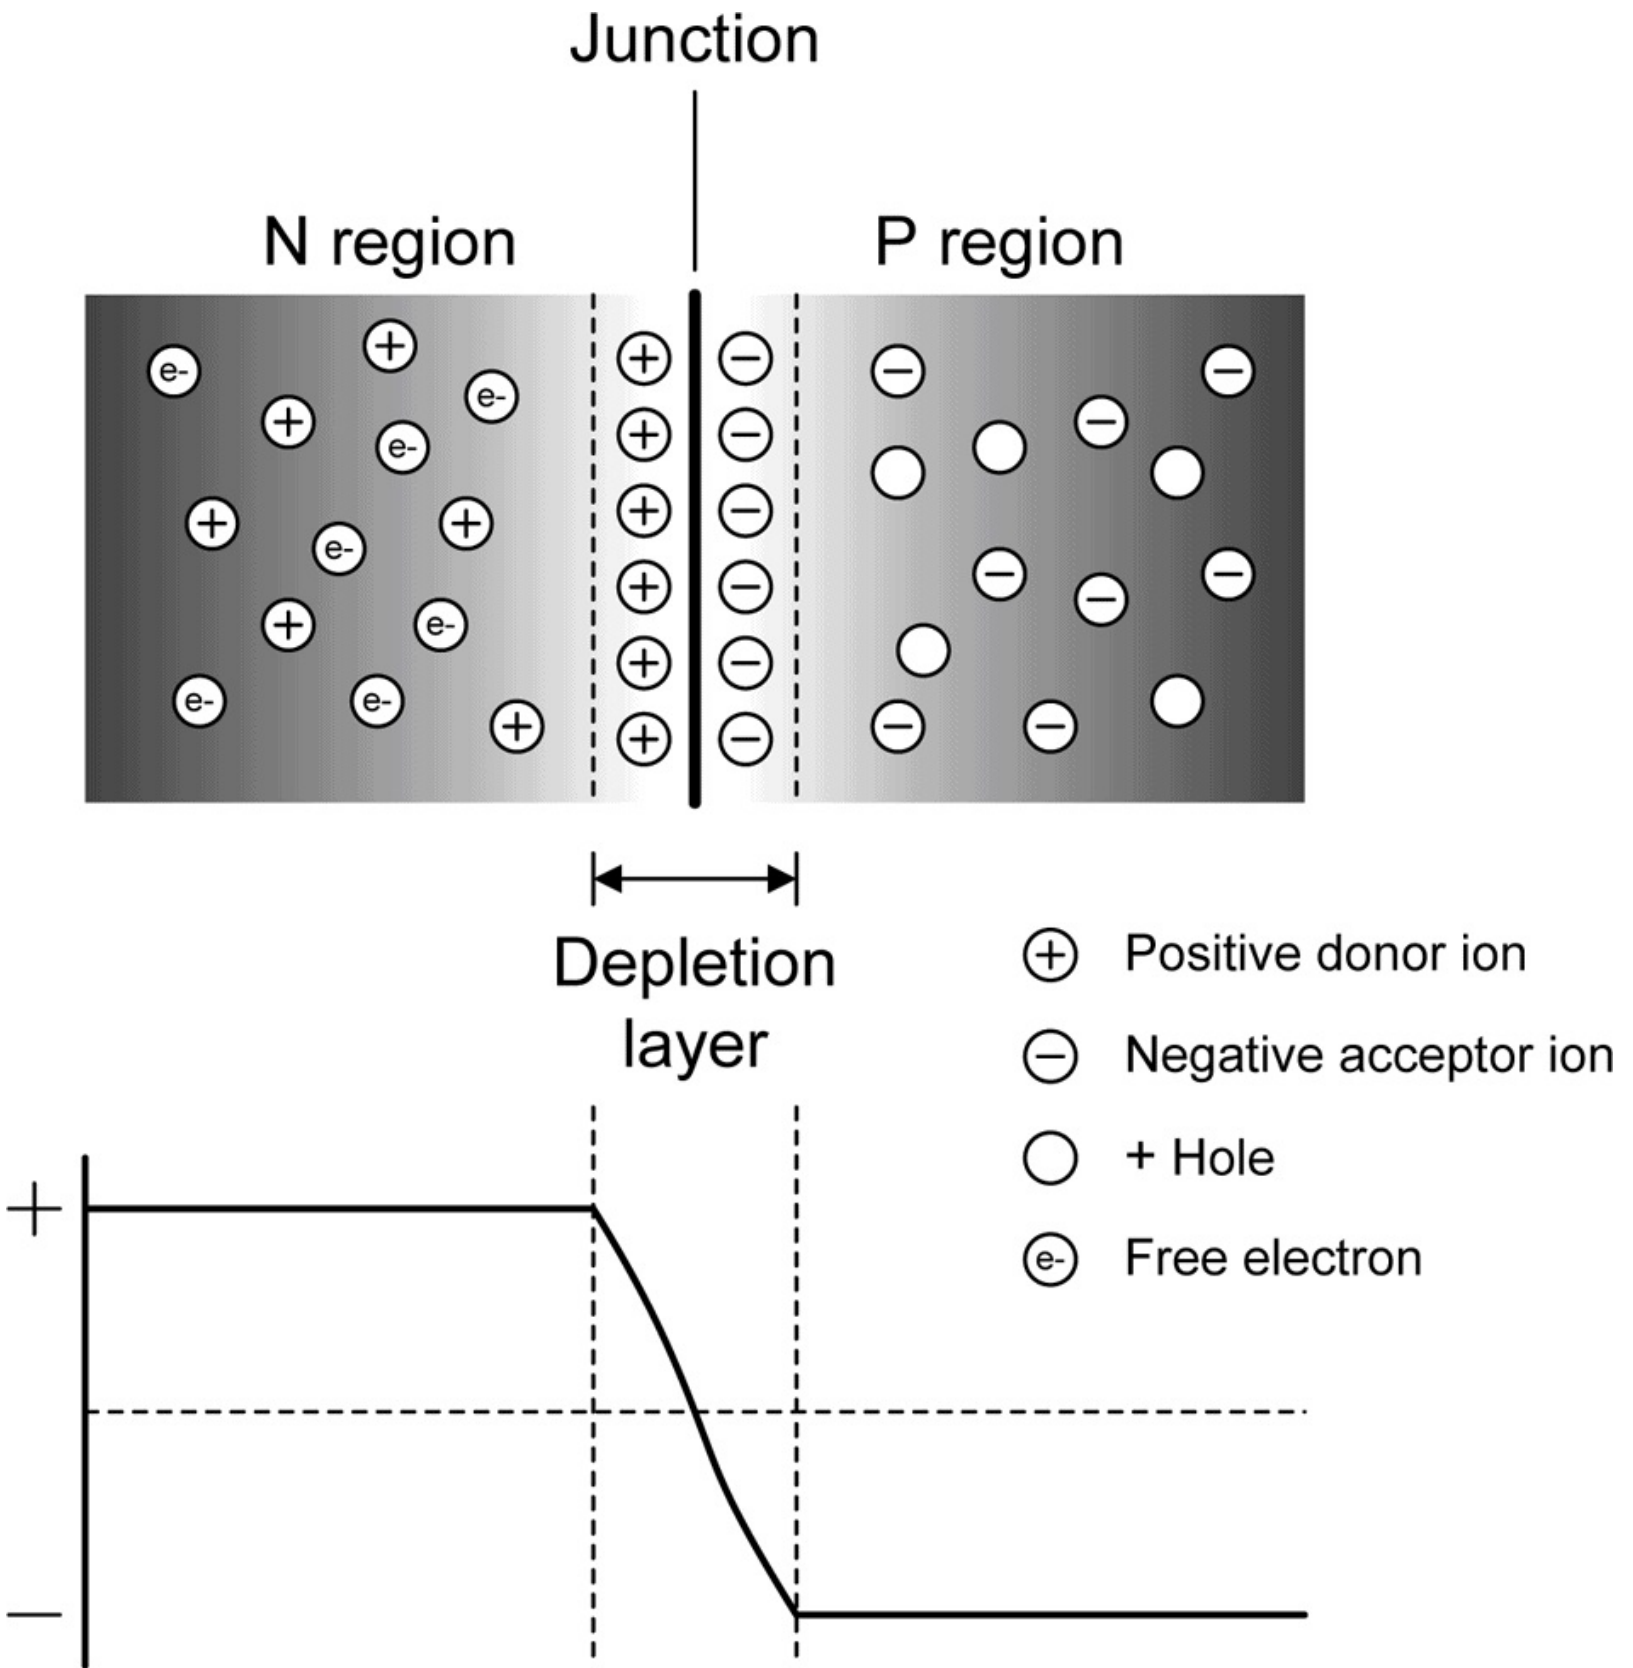 Junction
N region
P region
e-
+
e-
+
e-
+
e-
+
+
e-
e-
e-
+
+
+
+
+
+
+
−
−
−
−
−
−
−
−
−
−
−
−
−
−
Depletion
layer
+ Positive donor ion
− Negative acceptor ion
+ Hole
e- Free electron
+
−